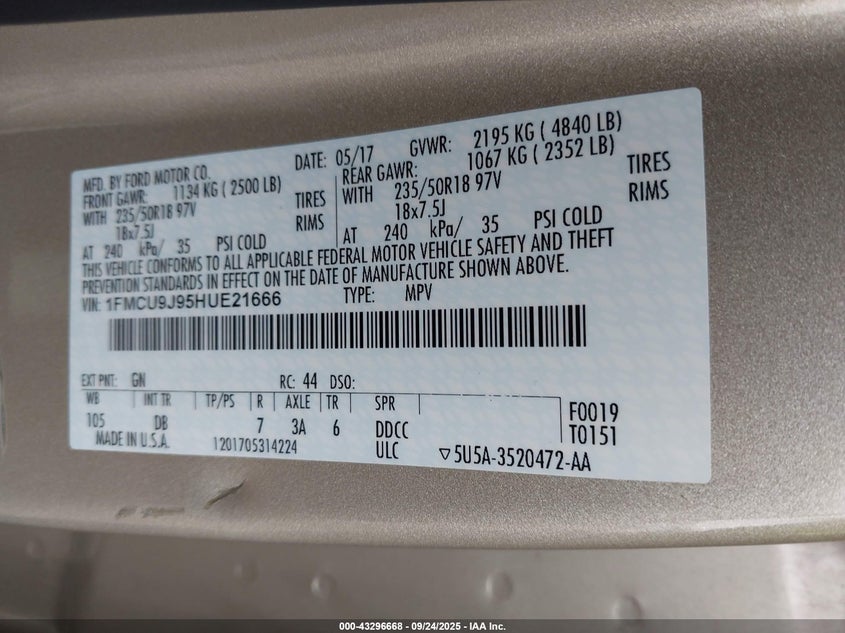 MFD. BY FORD MOTOR CO.
DATE: 05/17 GVWR: 2195 KG ( 4840 LB)
FRONT GAWR: 1134 KG ( 2500 LB)
WITH 235/50R18 97V TIRES
18x7.5J RIMS
AT 240 kPa/ 35 PSI COLD
REAR GAWR: 1067 KG ( 2352 LB)
WITH 235/50R18 97V TIRES
18x7.5J RIMS
AT 240 kPa/ 35 PSI COLD
THIS VEHICLE CONFORMS TO ALL APPLICABLE FEDERAL MOTOR VEHICLE SAFETY AND THEFT
PREVENTION STANDARDS IN EFFECT ON THE DATE OF MANUFACTURE SHOWN ABOVE.
VIN: 1FMCU9J95HUE21666 TYPE: MPV
EXT PNT: GN RC: 44 DSO:
WB INT TR TP/PS R AXLE TR SPR
105 DB 7 3A 6 DDCC
ULC
F0019
T0151
MADE IN U.S.A. 1201705314224
▽5U5A-3520472-AA
000-43296668 - 09/24/2025 - IAA Inc.